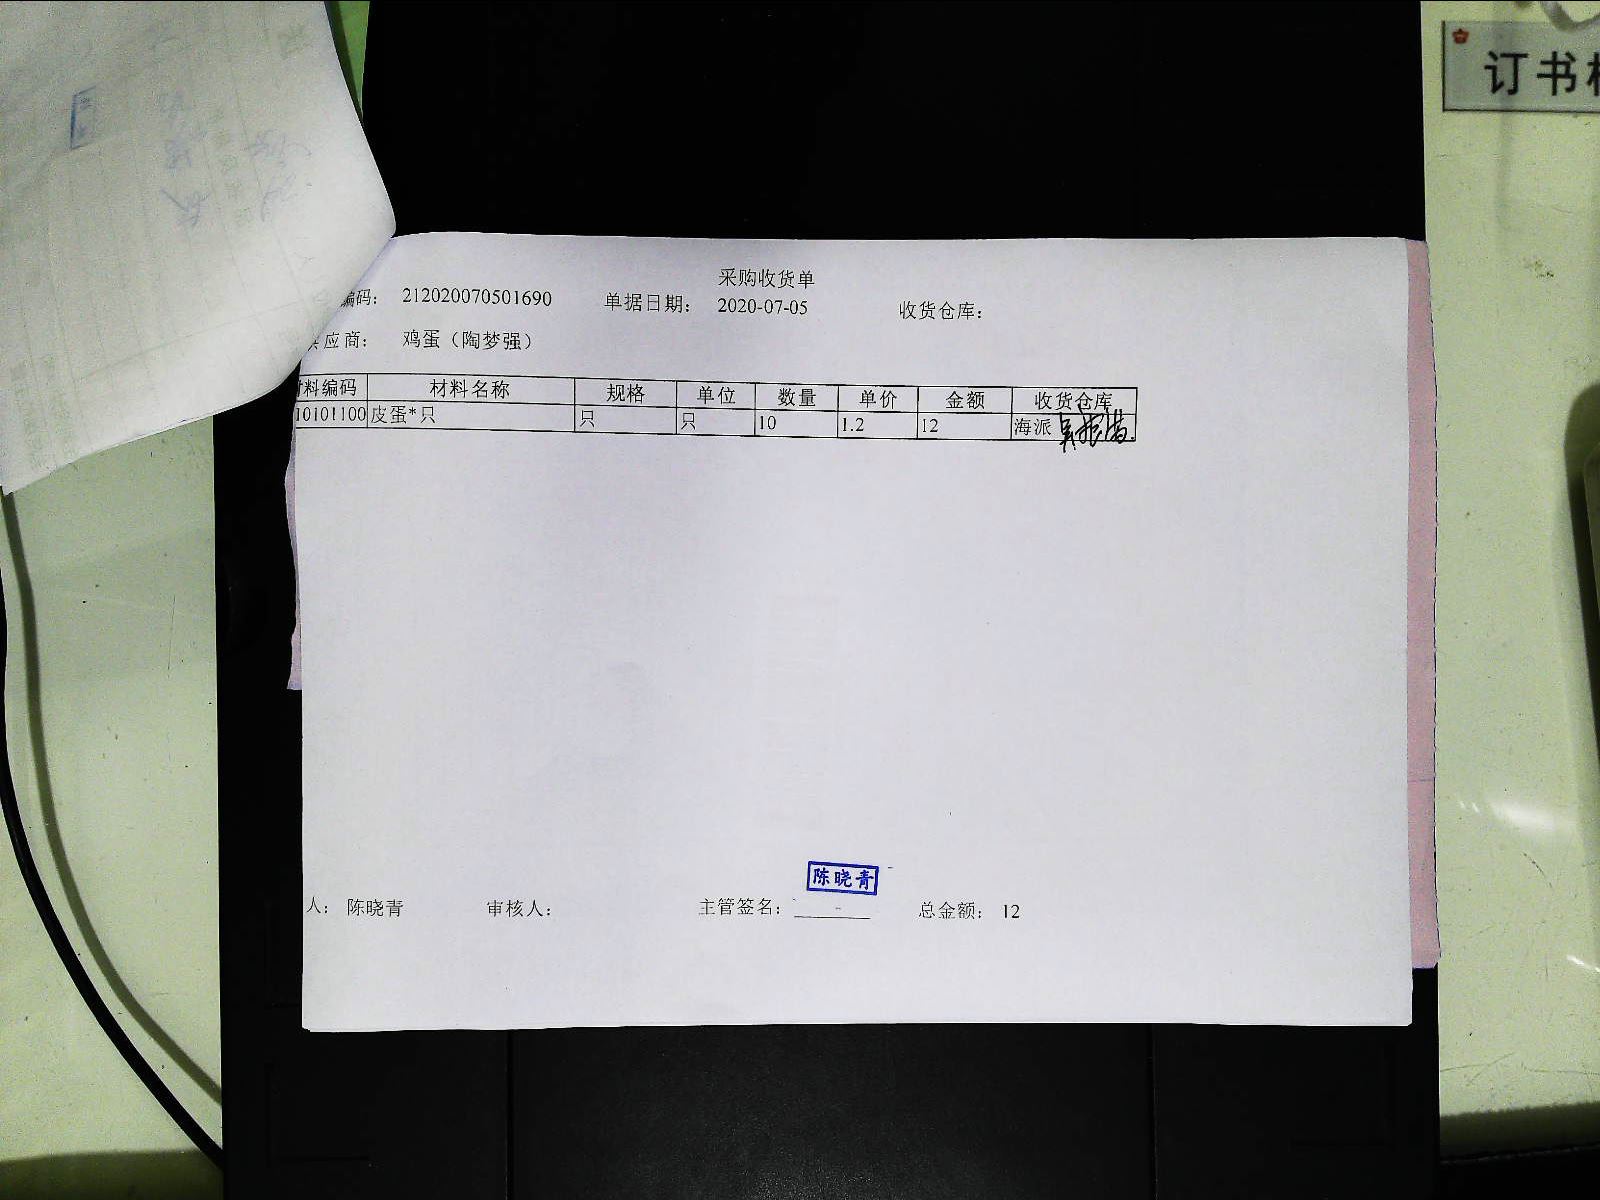 订书
采购收货单
编码: 212020070501690 单据日期: 2020-07-05 收货仓库:
供应商: 鸡蛋（陶梦强）
材料编码 材料名称 规格 单位 数量 单价 金额 收货仓库
10101100 皮蛋*只 只 只 10 1.2 12 海派
陈晓青
人: 陈晓青 审核人: 主管签名: 总金额: 12